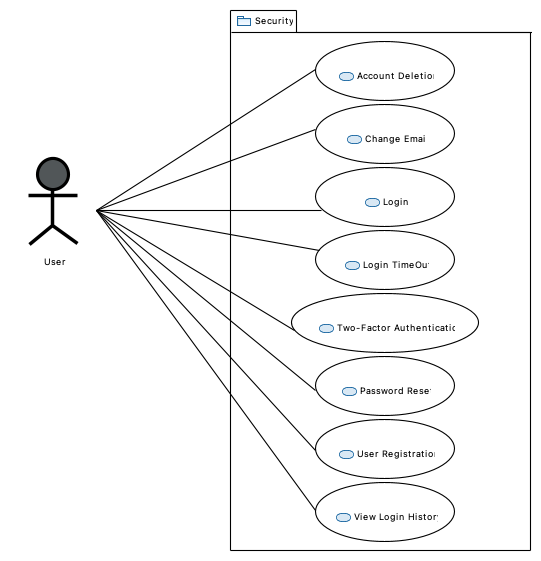 Security
Account Deletio
Change Emai
Login
Login TimeOu
User
Two-Factor Authenticatio
Password Rese
User Registratio
View Login Histor